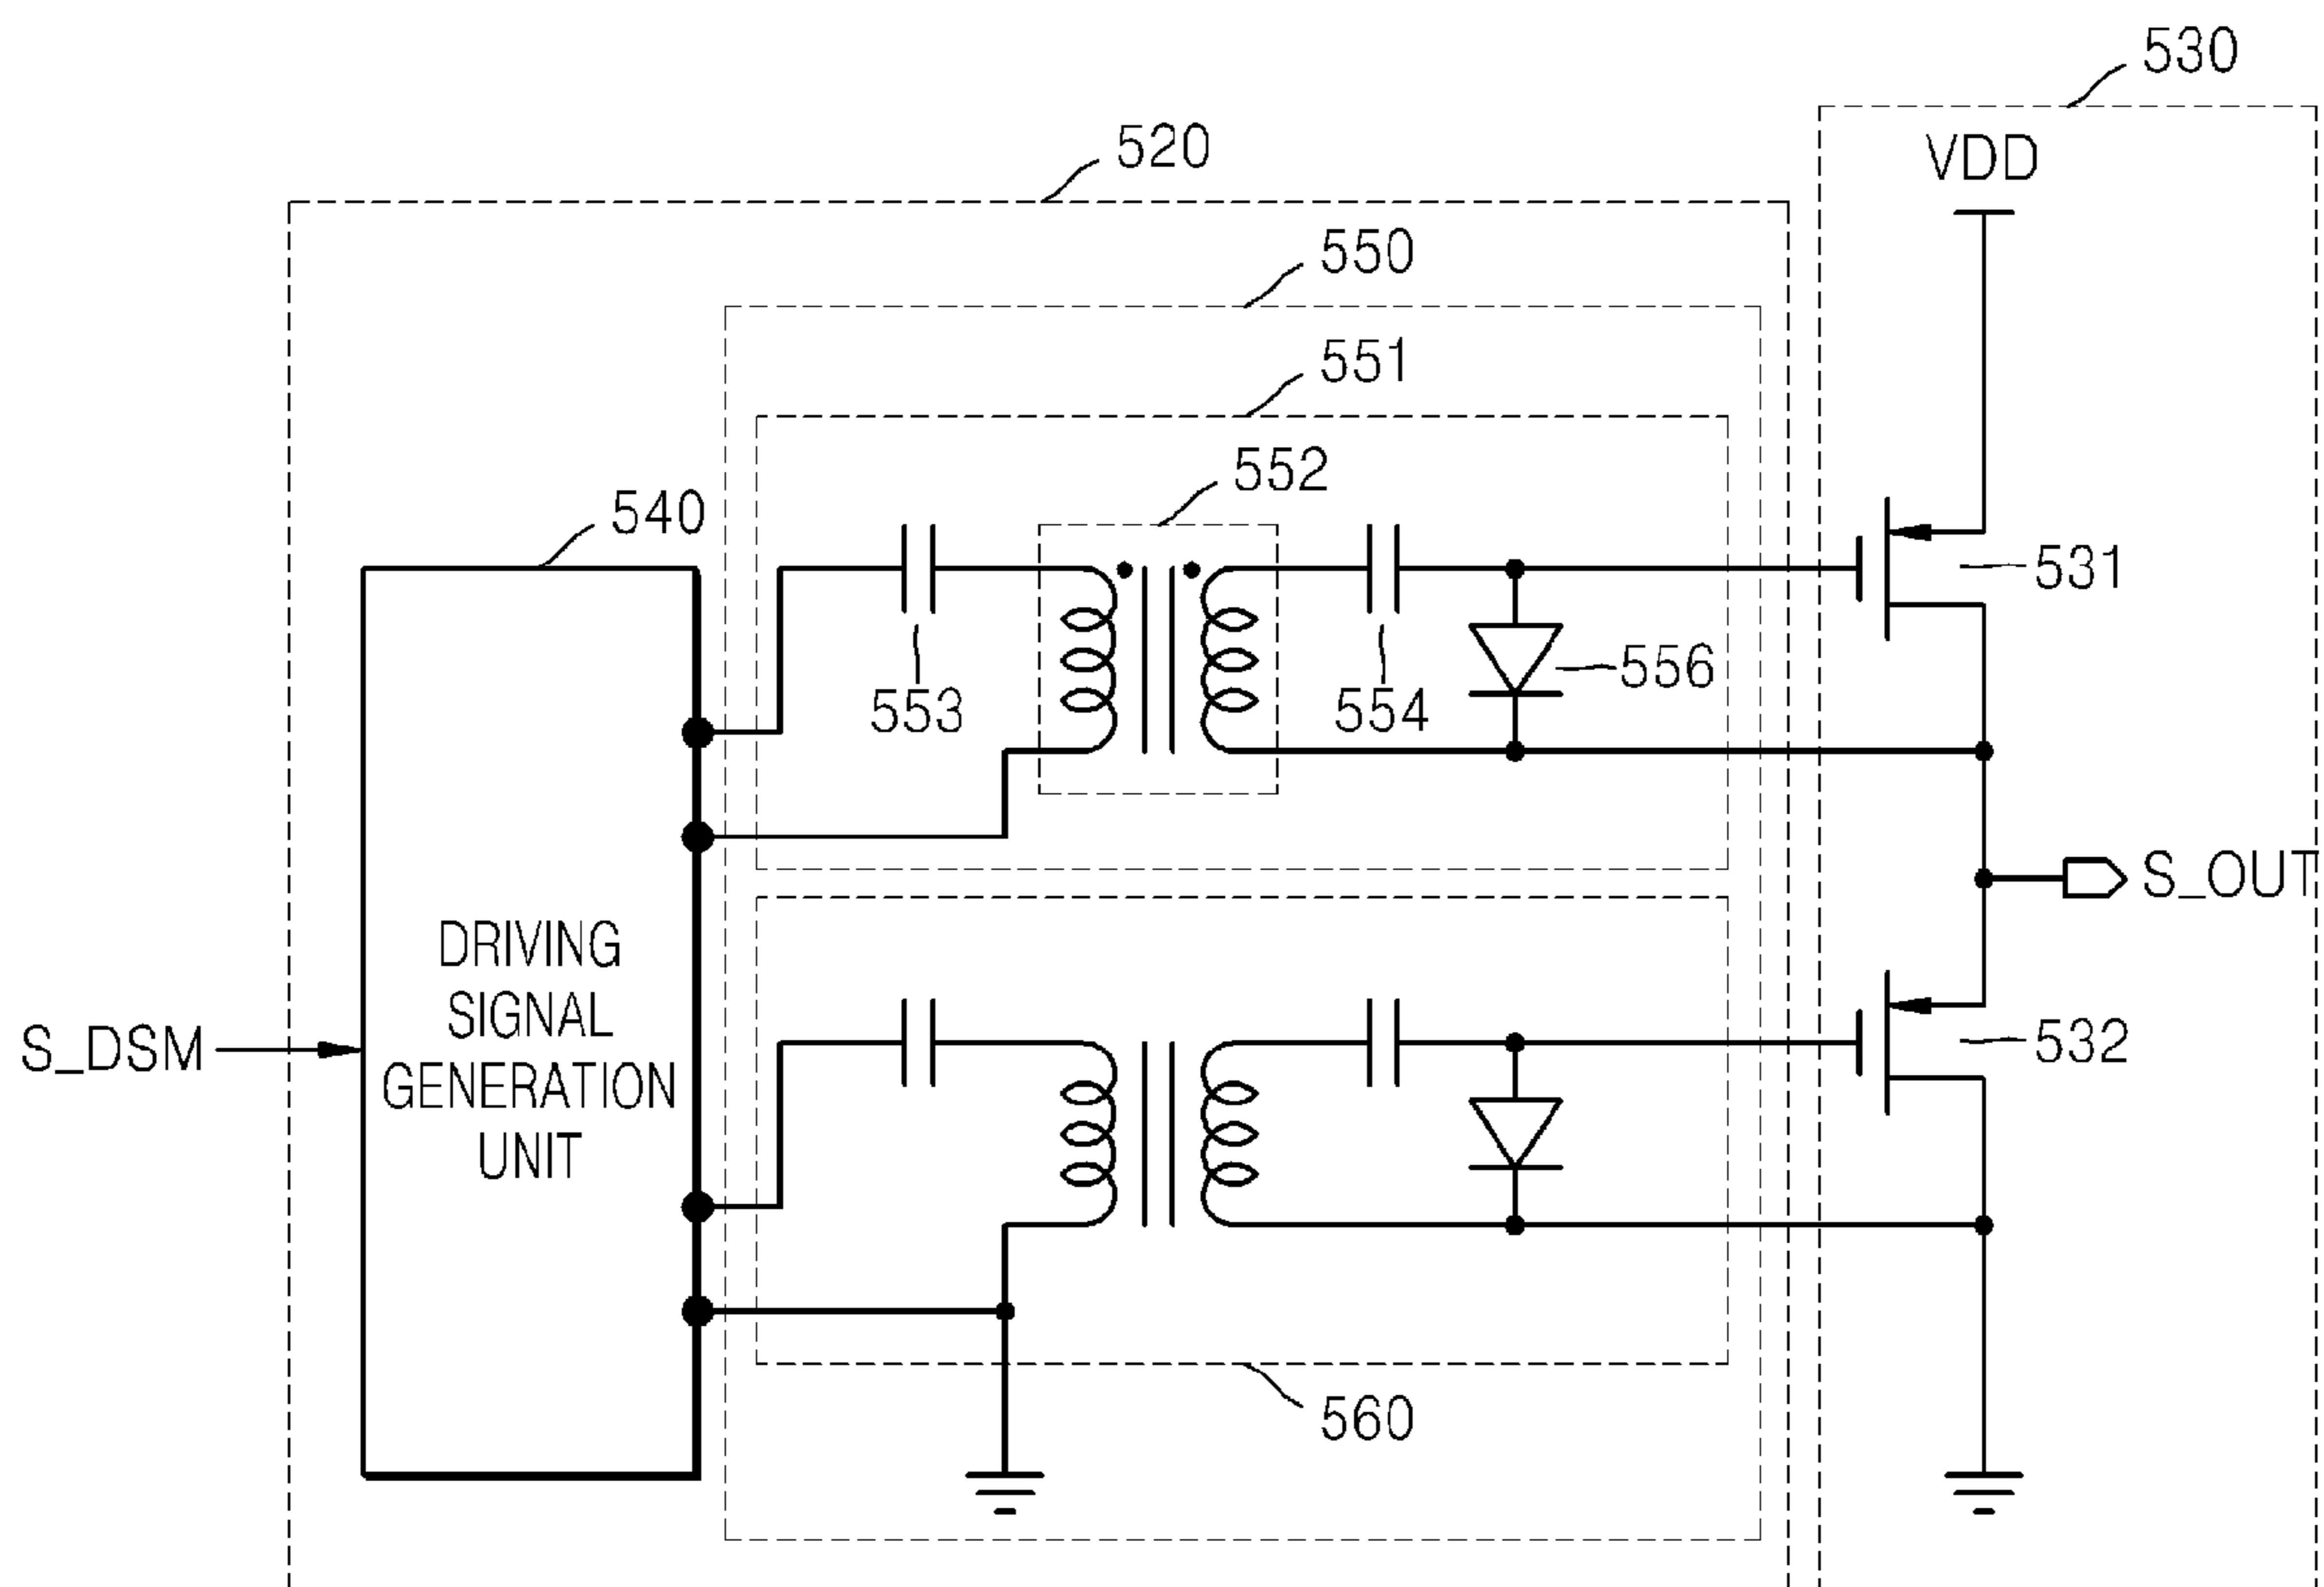 530
520
VDD
550
551
552
540
531
556
553
554
S_OUT
DRIVING
SIGNAL
GENERATION
UNIT
S_DSM
532
560